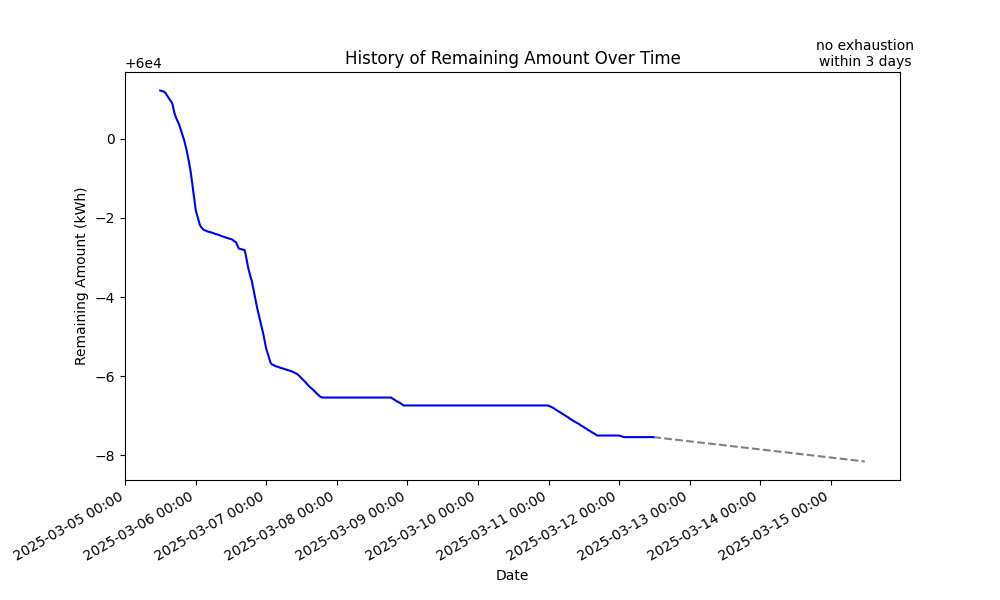 no exhaustion
within 3 days
+6e4
History of Remaining Amount Over Time
0
−2
−4
−6
−8
Remaining Amount (kWh)
2025-03-05 00:00
2025-03-06 00:00
2025-03-07 00:00
2025-03-08 00:00
2025-03-09 00:00
2025-03-10 00:00
2025-03-11 00:00
2025-03-12 00:00
2025-03-13 00:00
2025-03-14 00:00
2025-03-15 00:00
Date